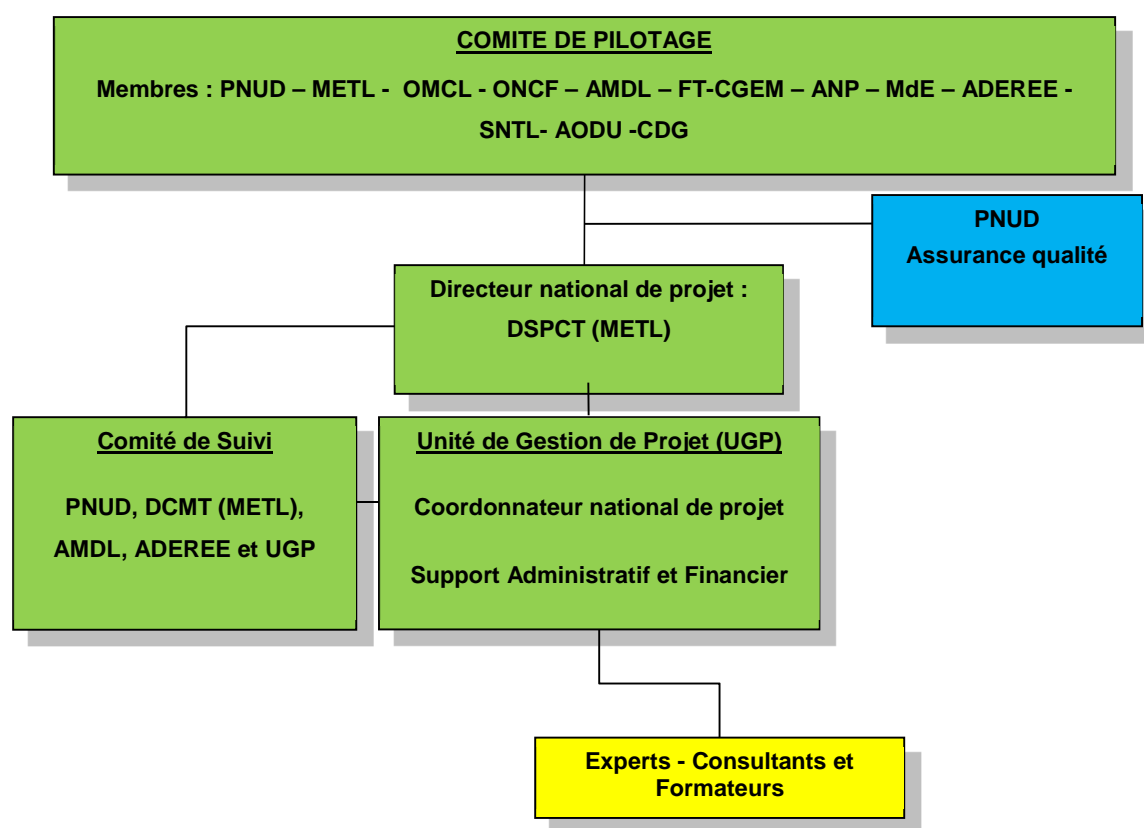 COMITE DE PILOTAGE
Membres : PNUD – METL - OMCL - ONCF – AMDL – FT-CGEM – ANP – MdE – ADEREE -
SNTL- AODU -CDG
PNUD
Assurance qualité
Directeur national de projet :
DSPCT (METL)
Comité de Suivi
PNUD, DCMT (METL),
AMDL, ADEREE et UGP
Unité de Gestion de Projet (UGP)
Coordonnateur national de projet
Support Administratif et Financier
Experts - Consultants et
Formateurs